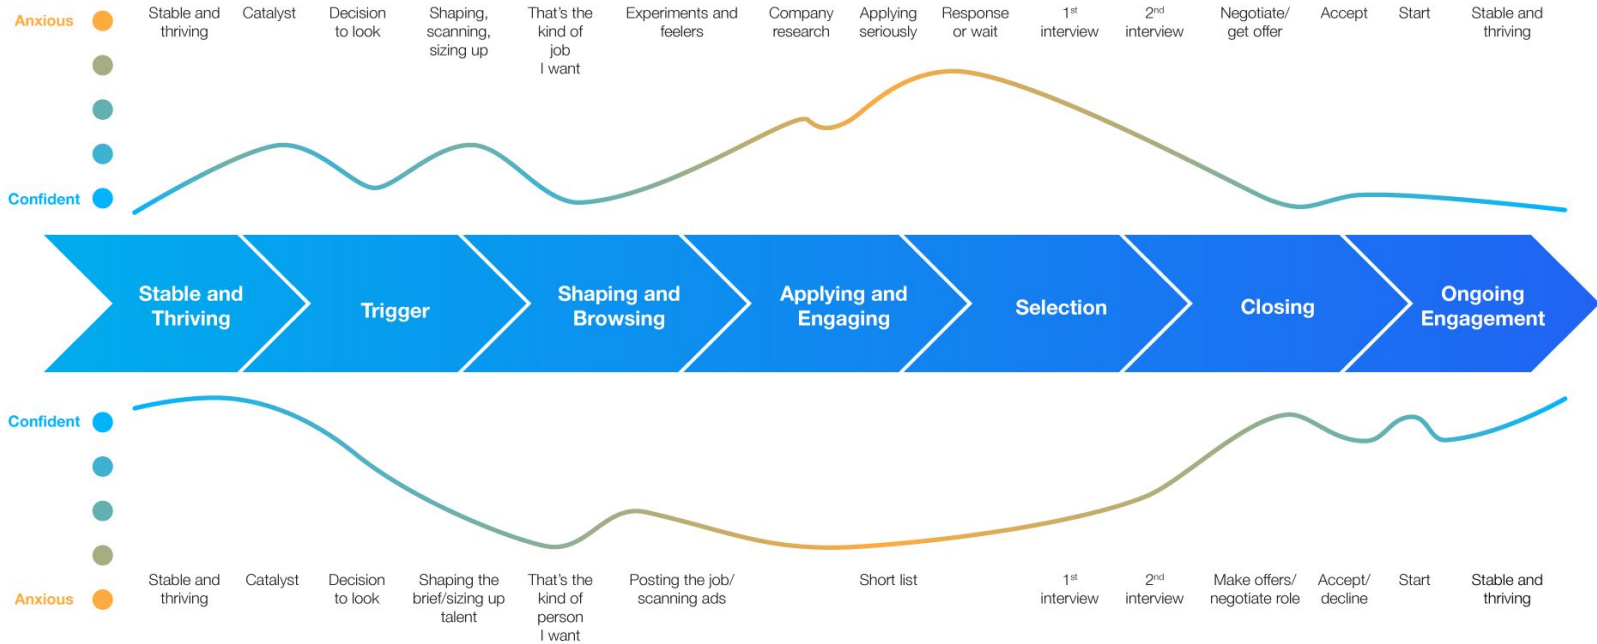 Anxious
Stable and
thriving
Catalyst
Decision
to look
Shaping,
scanning,
sizing up
That's the
kind of
job
I want
Experiments and
feelers
Company
research
Applying
seriously
Response
or wait
1st
interview
2nd
interview
Negotiate/
get offer
Accept
Start
Stable and
thriving
Confident
Stable and
Thriving
Trigger
Shaping and
Browsing
Applying and
Engaging
Selection
Closing
Ongoing
Engagement
Confident
Anxious
Stable and
thriving
Catalyst
Decision
to look
Shaping the
brief/sizing up
talent
That's the
kind of
person
I want
Posting the job/
scanning ads
Short list
1st
interview
2nd
interview
Make offers/
negotiate role
Accept/
decline
Start
Stable and
thriving